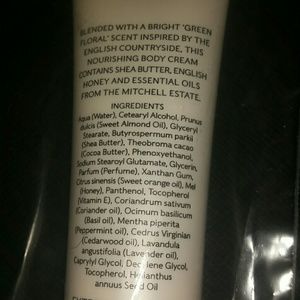 BLENDED WITH A BRIGHT 'GREEN
FLORAL' SCENT INSPIRED BY THE
ENGLISH COUNTRYSIDE, THIS
NOURISHING BODY CREAM
CONTAINS SHEA BUTTER, ENGLISH
HONEY AND ESSENTIAL OILS
FROM THE MITCHELL ESTATE.
INGREDIENTS
Aqua (Water), Cetearyl Alcohol, Prunus
dulcis (Sweet Almond Oil), Glyceryl
Stearate, Butyrospermum parkii
(Shea Butter), Theobroma cacao
(Cocoa Butter), Phenoxyethanol,
Sodium Stearoyl Glutamate, Glycerin,
Parfum (Perfume), Xanthan Gum,
Citrus sinensis (Sweet orange oil), Mel
(Honey), Panthenol, Tocopherol
(Vitamin E), Coriandrum sativum
(Coriander oil), Ocimum basilicum
(Basil oil), Mentha piperita
(Peppermint oil), Cedrus Virginian
(Cedarwood oil), Lavandula
angustifolia (Lavender oil),
Caprylyl Glycol, Decylene Glycol,
Tocopherol, Helianthus
annuus Seed Oil